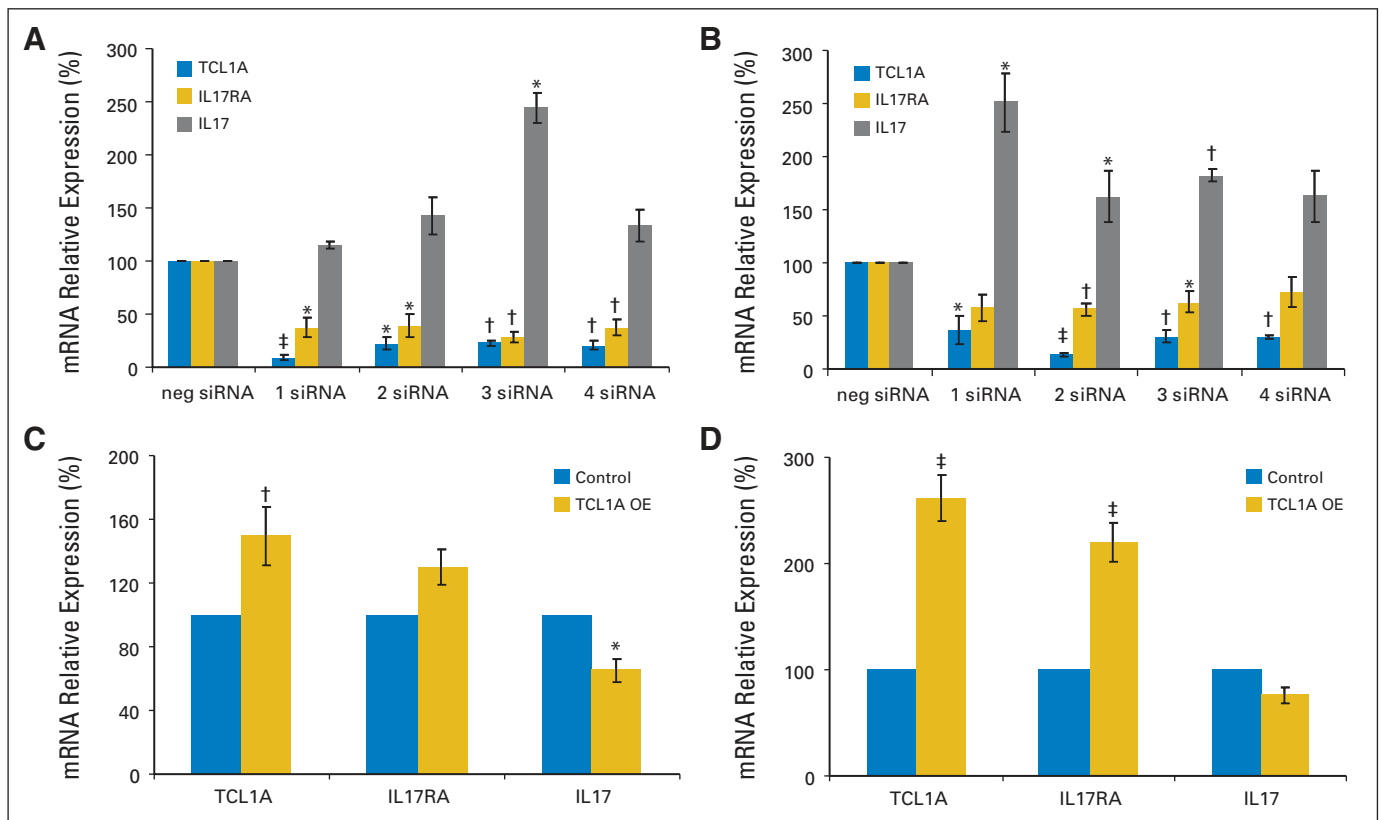 A
mRNA Relative Expression (%)
300
250
200
150
100
50
0
TCL1A
IL17RA
IL17
‡
*
*
*
†
†
*
†
†
neg siRNA
1 siRNA
2 siRNA
3 siRNA
4 siRNA
B
mRNA Relative Expression (%)
300
250
200
150
100
50
0
TCL1A
IL17RA
IL17
*
*
‡
†
*
†
*
†
†
neg siRNA
1 siRNA
2 siRNA
3 siRNA
4 siRNA
C
mRNA Relative Expression (%)
200
160
120
80
40
0
Control
TCL1A OE
†
*
TCL1A
IL17RA
IL17
D
mRNA Relative Expression (%)
300
200
100
0
Control
TCL1A OE
‡
‡
TCL1A
IL17RA
IL17